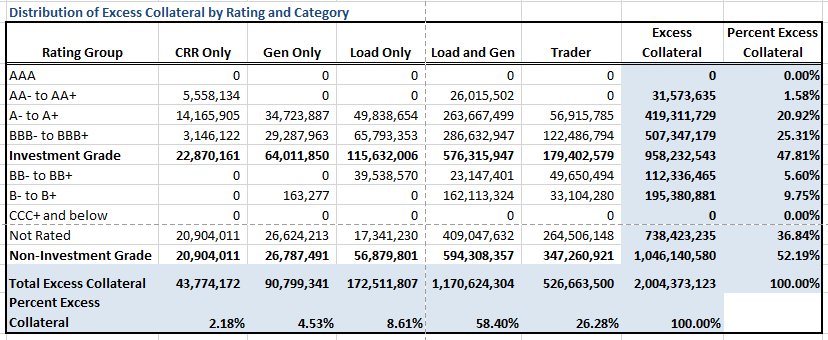 Distribution of Excess Collateral by Rating and Category
Rating Group CRR Only Gen Only Load Only Load and Gen Trader Excess Collateral Percent Excess Collateral
AAA 0 0 0 0 0 0 0.00%
AA- to AA+ 5,558,134 0 0 26,015,502 0 31,573,635 1.58%
A- to A+ 14,165,905 34,723,887 49,838,654 263,667,499 56,915,785 419,311,729 20.92%
BBB- to BBB+ 3,146,122 29,287,963 65,793,353 286,632,947 122,486,794 507,347,179 25.31%
Investment Grade 22,870,161 64,011,850 115,632,006 576,315,947 179,402,579 958,232,543 47.81%
BB- to BB+ 0 0 39,538,570 23,147,401 49,650,494 112,336,465 5.60%
B- to B+ 0 163,277 0 162,113,324 33,104,280 195,380,881 9.75%
CCC+ and below 0 0 0 0 0 0 0.00%
Not Rated 20,904,011 26,624,213 17,341,230 409,047,632 264,506,148 738,423,235 36.84%
Non-Investment Grade 20,904,011 26,787,491 56,879,801 594,308,357 347,260,921 1,046,140,580 52.19%
Total Excess Collateral 43,774,172 90,799,341 172,511,807 1,170,624,304 526,663,500 2,004,373,123 100.00%
Percent Excess
Collateral 2.18% 4.53% 8.61% 58.40% 26.28% 100.00%